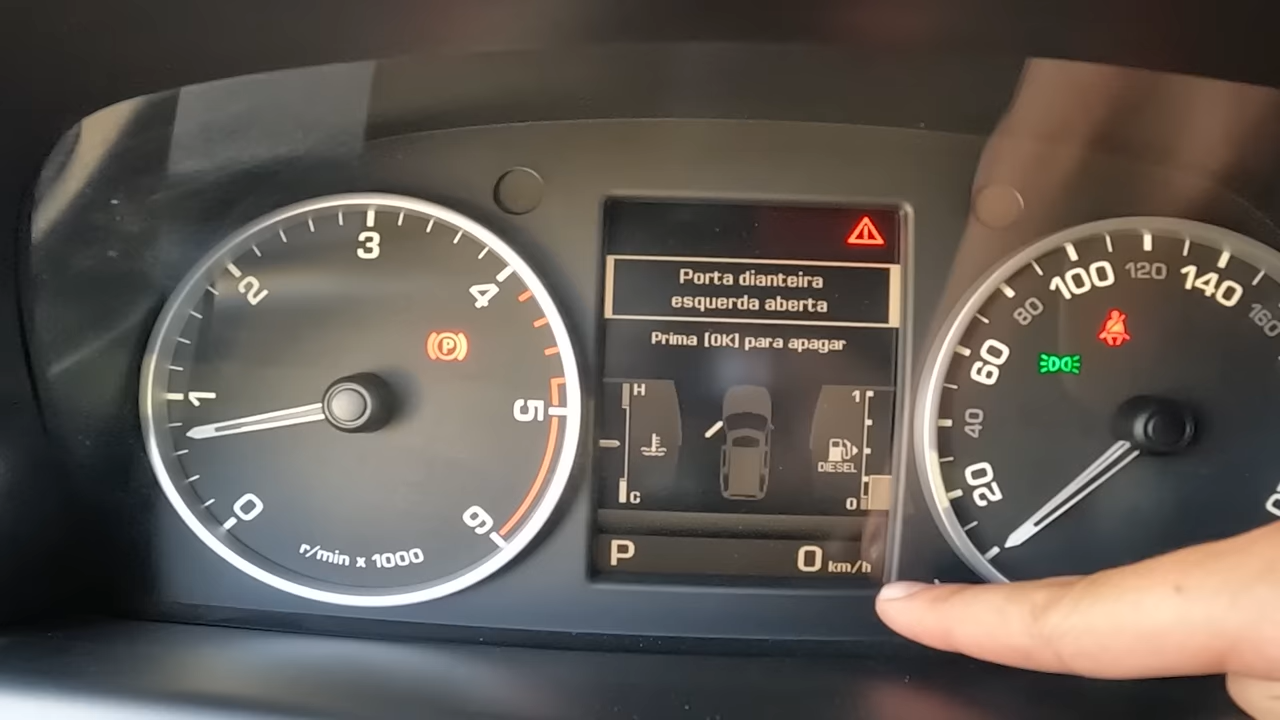 Porta dianteira
esquerda aberta
Prima [OK] para apagar
0
1
2
3
4
5
6
r/min x 1000
P
H
C
1
0
DIESEL
P
0 km/h
20
40
60
80
100
120
140
160